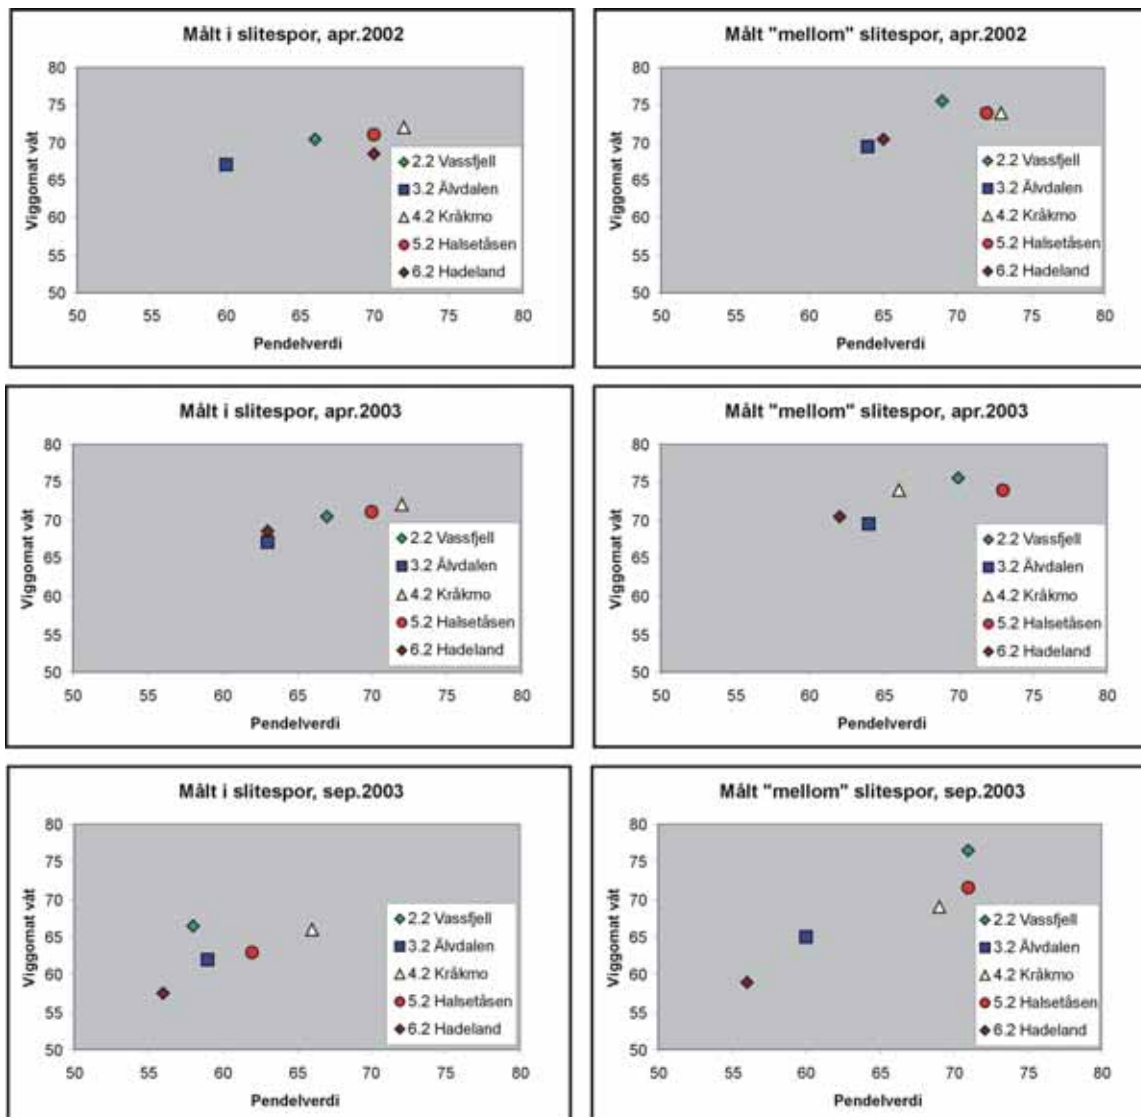 Målt i slitespor, apr.2002
Viggomat våt
80
75
70
65
60
55
50
2.2 Vassfjell
3.2 Älvdalen
4.2 Kråkmo
5.2 Halsetåsen
6.2 Hadeland
50 55 60 65 70 75 80
Pendelverdi
Målt "mellom" slitespor, apr.2002
Viggomat våt
80
75
70
65
60
55
50
2.2 Vassfjell
3.2 Älvdalen
4.2 Kråkmo
5.2 Halsetåsen
6.2 Hadeland
50 55 60 65 70 75 80
Pendelverdi
Målt i slitespor, apr.2003
Viggomat våt
80
75
70
65
60
55
50
2.2 Vassfjell
3.2 Älvdalen
4.2 Kråkmo
5.2 Halsetåsen
6.2 Hadeland
50 55 60 65 70 75 80
Pendelverdi
Målt "mellom" slitespor, apr.2003
Viggomat våt
80
75
70
65
60
55
50
2.2 Vassfjell
3.2 Älvdalen
4.2 Kråkmo
5.2 Halsetåsen
6.2 Hadeland
50 55 60 65 70 75 80
Pendelverdi
Målt i slitespor, sep.2003
Viggomat våt
80
75
70
65
60
55
50
2.2 Vassfjell
3.2 Älvdalen
4.2 Kråkmo
5.2 Halsetåsen
6.2 Hadeland
50 55 60 65 70 75 80
Pendelverdi
Målt "mellom" slitespor, sep.2003
Viggomat våt
80
75
70
65
60
55
50
2.2 Vassfjell
3.2 Älvdalen
4.2 Kråkmo
5.2 Halsetåsen
6.2 Hadeland
50 55 60 65 70 75 80
Pendelverdi